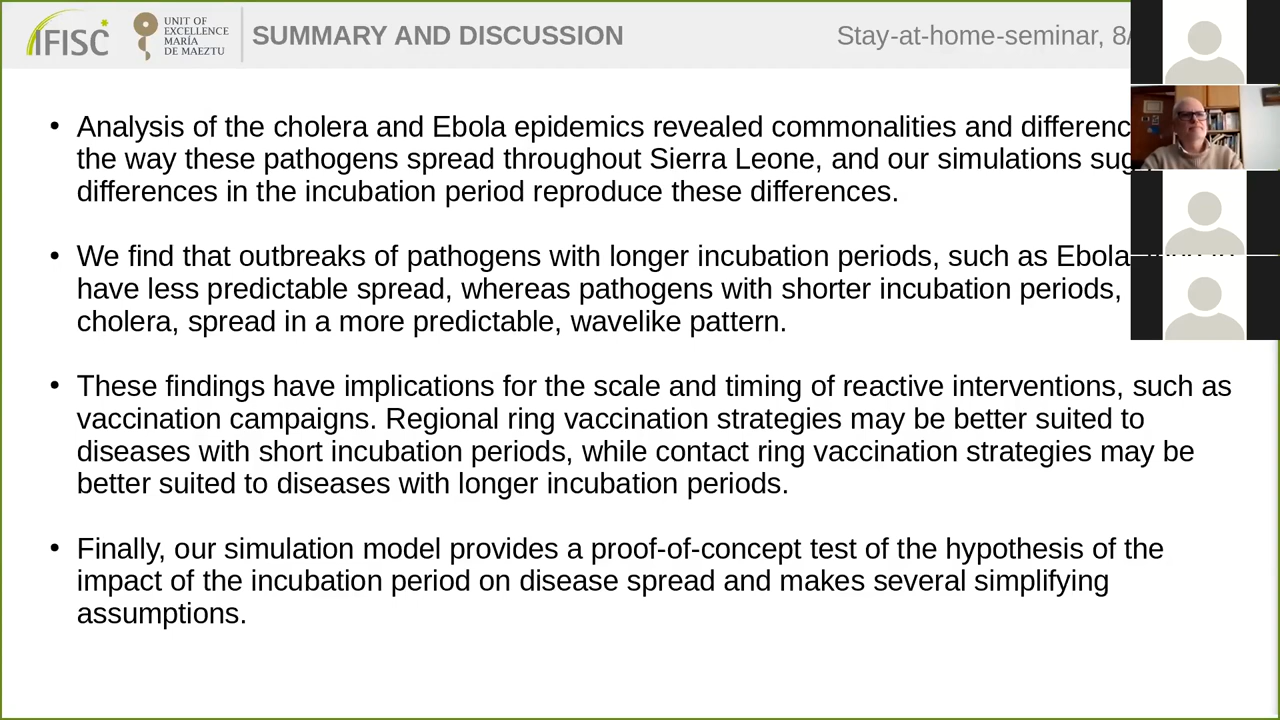 IFISC
UNIT OF
EXCELLENCE
MARÍA
DE MAEZTU
SUMMARY AND DISCUSSION
Stay-at-home-seminar, 8/
• Analysis of the cholera and Ebola epidemics revealed commonalities and
the way these pathogens spread throughout Sierra Leone, and our simulations
differences in the incubation period reproduce these differences.
• We find that outbreaks of pathogens with longer incubation periods, such as Ebola
have less predictable spread, whereas pathogens with shorter incubation periods,
cholera, spread in a more predictable, wavelike pattern.
• These findings have implications for the scale and timing of reactive interventions, such as
vaccination campaigns. Regional ring vaccination strategies may be better suited to
diseases with short incubation periods, while contact ring vaccination strategies may be
better suited to diseases with longer incubation periods.
• Finally, our simulation model provides a proof-of-concept test of the hypothesis of the
impact of the incubation period on disease spread and makes several simplifying
assumptions.